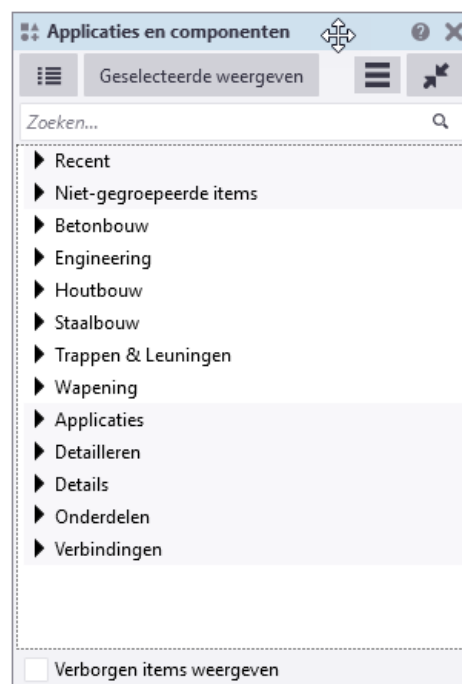 Applicaties en componenten
Geselecteerde weergeven
Zoeken...
Recent
Niet-gegroepeerde items
Betonbouw
Engineering
Houtbouw
Staalbouw
Trappen & Leuningen
Wapening
Applicaties
Detailleren
Details
Onderdelen
Verbindingen
Verborgen items weergeven